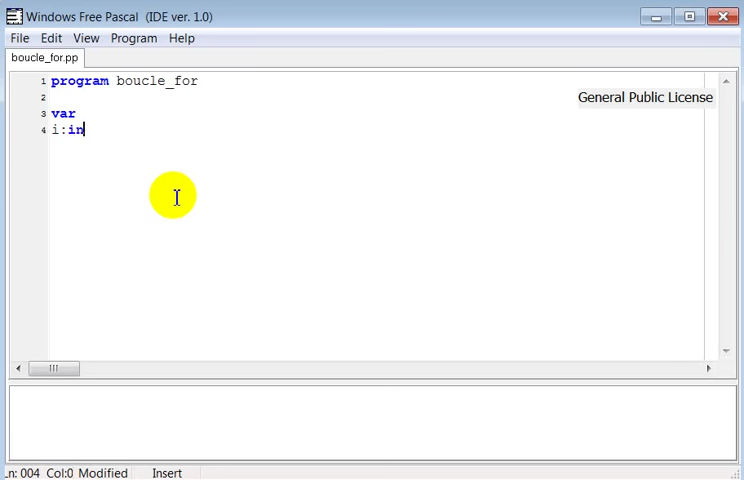 Windows Free Pascal (IDE ver. 1.0)
File Edit View Program Help
boucle_for.pp
1 program boucle_for
General Public License
2
3 var
4 i:in
Ln: 004 Col:0 Modified Insert